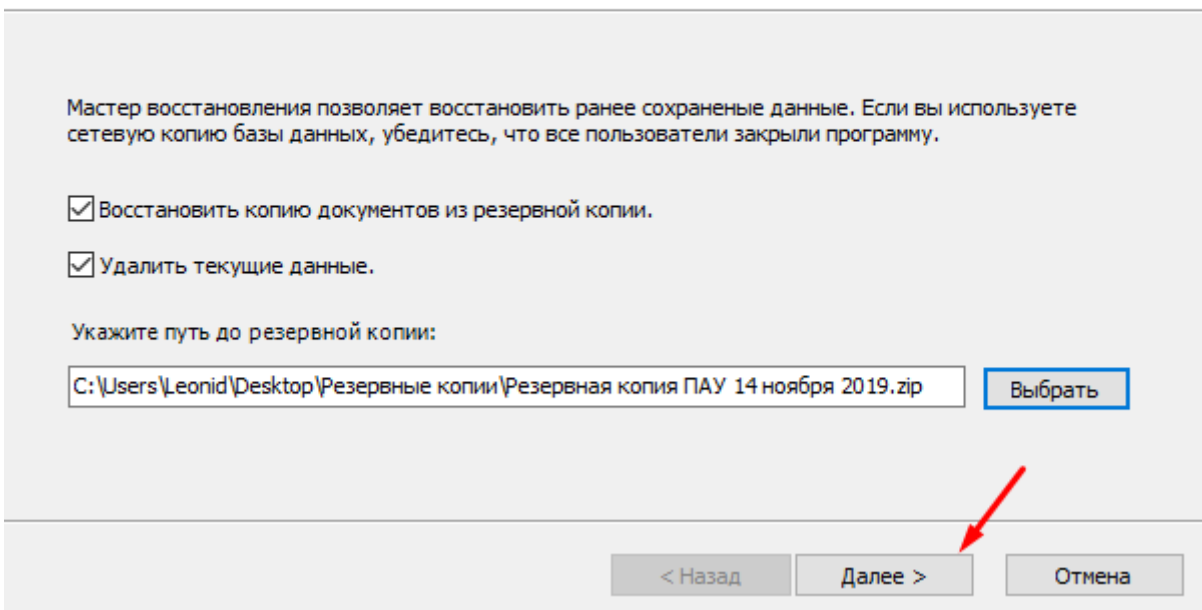 Мастер восстановления позволяет восстановить ранее сохраненые данные. Если вы используете
сетевую копию базы данных, убедитесь, что все пользователи закрыли программу.
Восстановить копию документов из резервной копии.
Удалить текущие данные.
Укажите путь до резервной копии:
C:\Users\Leonid\Desktop\Резервные копии\Резервная копия ПАУ 14 ноября 2019.zip
Выбрать
< Назад
Далее >
Отмена